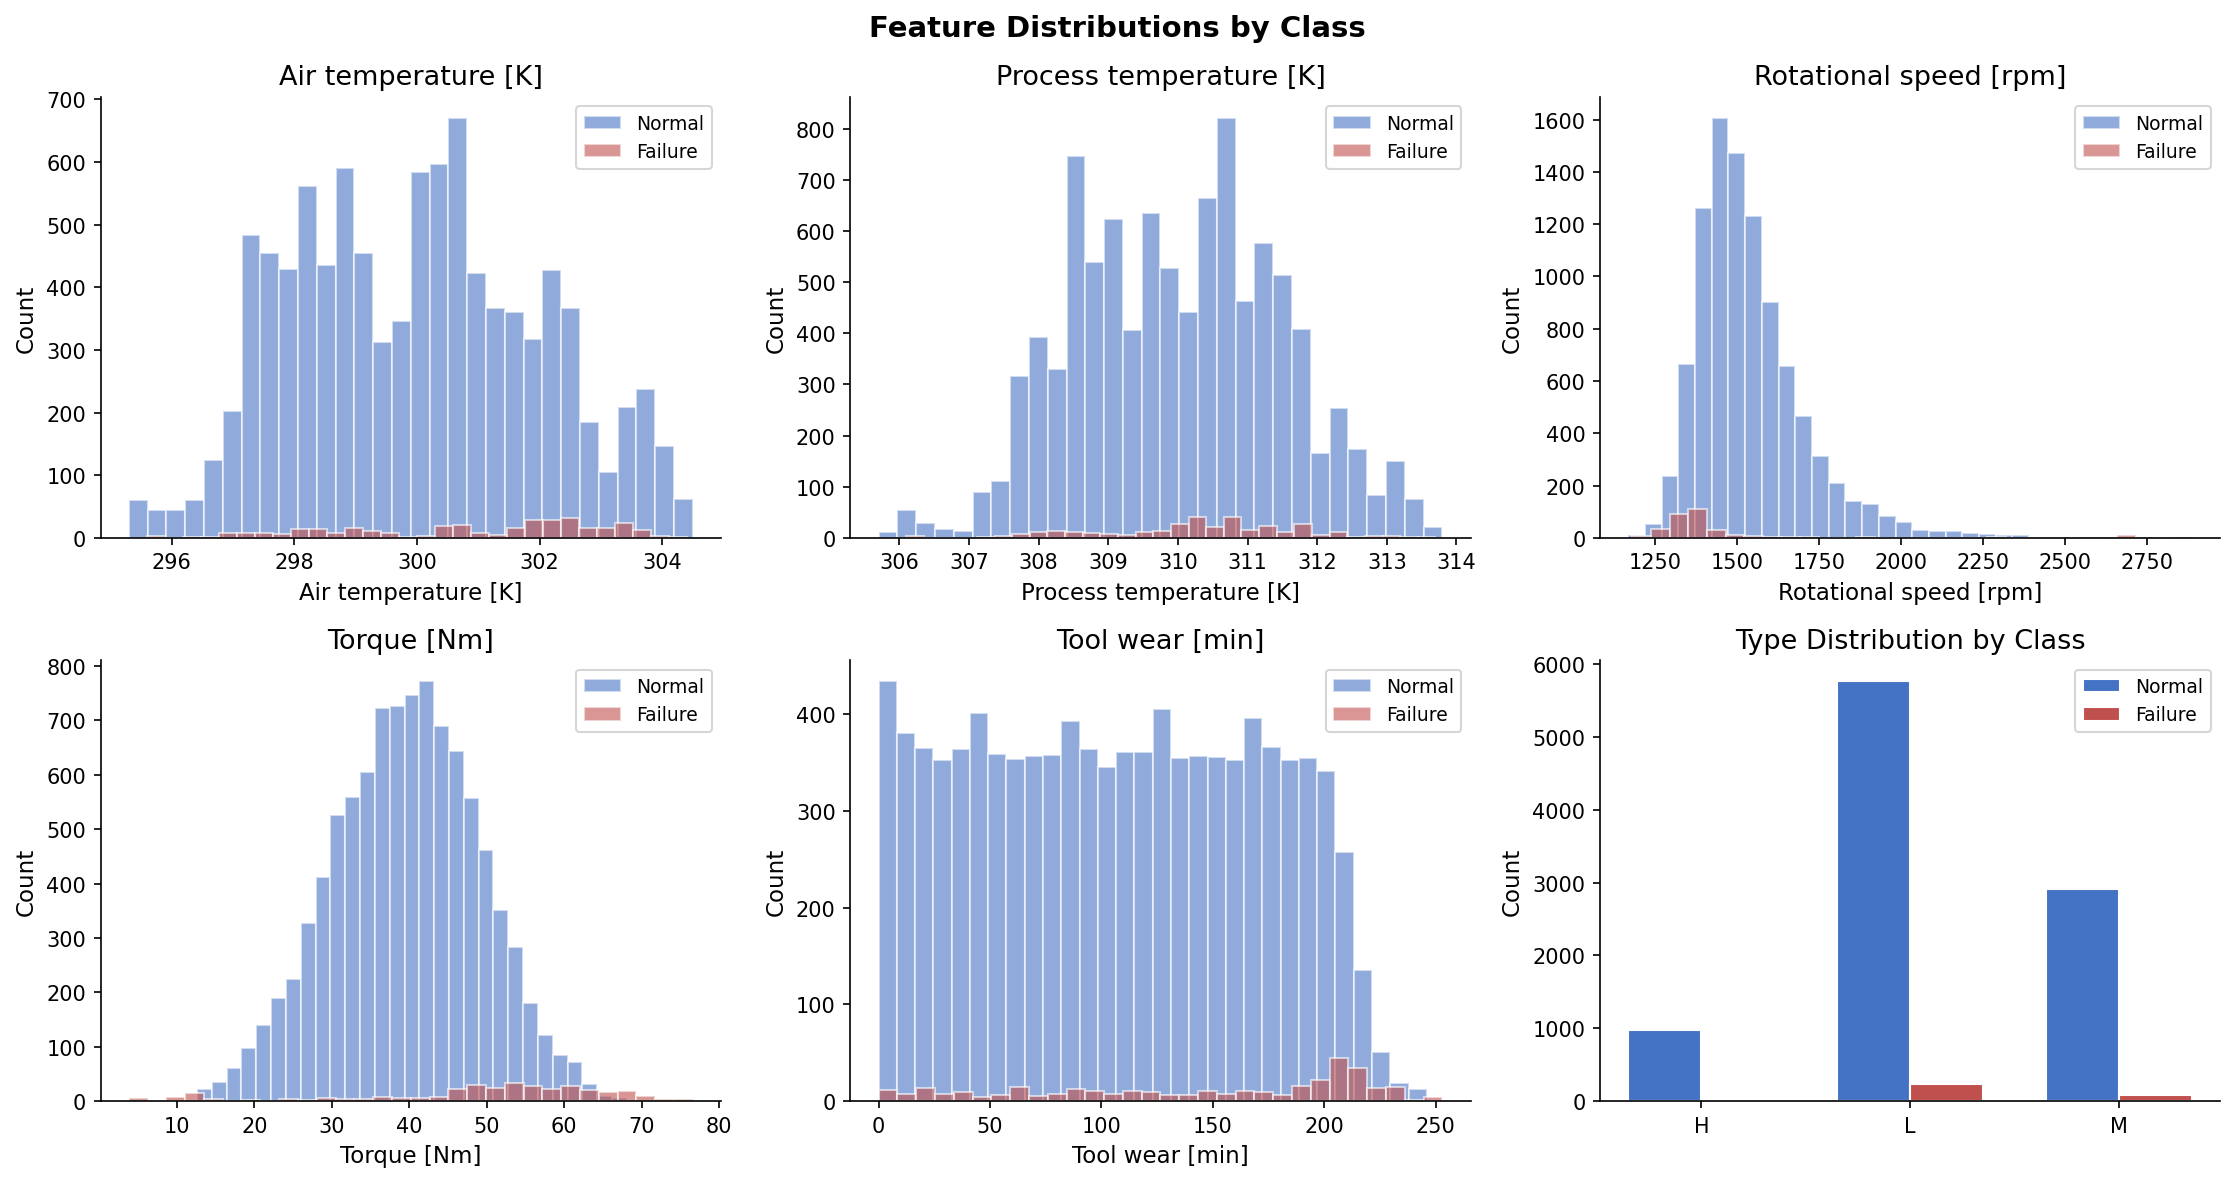 Feature Distributions by Class
Air temperature [K]
700
600
500
400
300
200
100
0
Count
Normal
Failure
296 298 300 302 304
Air temperature [K]
Process temperature [K]
800
700
600
500
400
300
200
100
0
Count
Normal
Failure
306 307 308 309 310 311 312 313 314
Process temperature [K]
Rotational speed [rpm]
1600
1400
1200
1000
800
600
400
200
0
Count
Normal
Failure
1250 1500 1750 2000 2250 2500 2750
Rotational speed [rpm]
Torque [Nm]
800
700
600
500
400
300
200
100
0
Count
Normal
Failure
10 20 30 40 50 60 70 80
Torque [Nm]
Tool wear [min]
400
300
200
100
0
Count
Normal
Failure
0 50 100 150 200 250
Tool wear [min]
Type Distribution by Class
6000
5000
4000
3000
2000
1000
0
Count
Normal
Failure
H L M